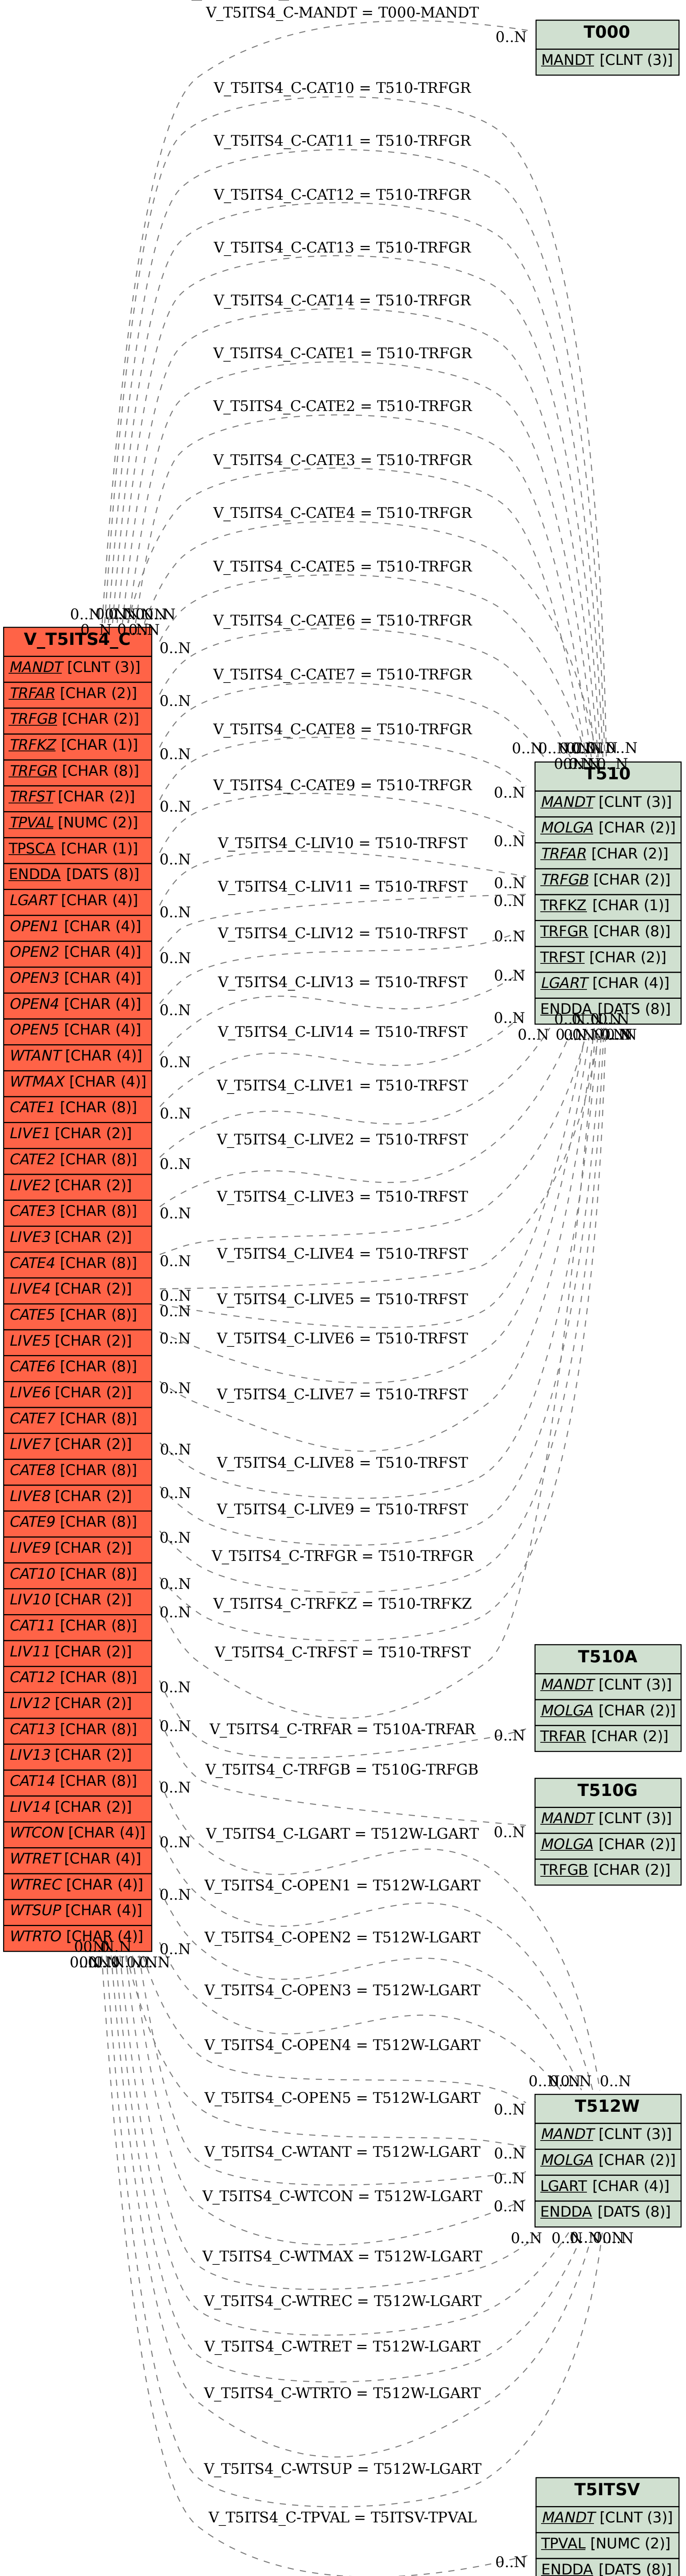 V_T5ITS4_C-MANDT = T000-MANDT
0..N
T000
MANDT [CLNT (3)]
V_T5ITS4_C-CAT10 = T510-TRFGR
V_T5ITS4_C-CAT11 = T510-TRFGR
V_T5ITS4_C-CAT12 = T510-TRFGR
V_T5ITS4_C-CAT13 = T510-TRFGR
V_T5ITS4_C-CAT14 = T510-TRFGR
V_T5ITS4_C-CATE1 = T510-TRFGR
V_T5ITS4_C-CATE2 = T510-TRFGR
V_T5ITS4_C-CATE3 = T510-TRFGR
V_T5ITS4_C-CATE4 = T510-TRFGR
V_T5ITS4_C-CATE5 = T510-TRFGR
V_T5ITS4_C-CATE6 = T510-TRFGR
V_T5ITS4_C-CATE7 = T510-TRFGR
V_T5ITS4_C-CATE8 = T510-TRFGR
V_T5ITS4_C-CATE9 = T510-TRFGR
V_T5ITS4_C-LIV10 = T510-TRFST
V_T5ITS4_C-LIV11 = T510-TRFST
V_T5ITS4_C-LIV12 = T510-TRFST
V_T5ITS4_C-LIV13 = T510-TRFST
V_T5ITS4_C-LIV14 = T510-TRFST
V_T5ITS4_C-LIVE1 = T510-TRFST
V_T5ITS4_C-LIVE2 = T510-TRFST
V_T5ITS4_C-LIVE3 = T510-TRFST
V_T5ITS4_C-LIVE4 = T510-TRFST
V_T5ITS4_C-LIVE5 = T510-TRFST
V_T5ITS4_C-LIVE6 = T510-TRFST
V_T5ITS4_C-LIVE7 = T510-TRFST
V_T5ITS4_C-LIVE8 = T510-TRFST
V_T5ITS4_C-LIVE9 = T510-TRFST
V_T5ITS4_C-TRFGR = T510-TRFGR
V_T5ITS4_C-TRFKZ = T510-TRFKZ
V_T5ITS4_C-TRFST = T510-TRFST
V_T5ITS4_C-TRFAR = T510A-TRFAR
V_T5ITS4_C-TRFGB = T510G-TRFGB
V_T5ITS4_C-LGART = T512W-LGART
V_T5ITS4_C-OPEN1 = T512W-LGART
V_T5ITS4_C-OPEN2 = T512W-LGART
V_T5ITS4_C-OPEN3 = T512W-LGART
V_T5ITS4_C-OPEN4 = T512W-LGART
V_T5ITS4_C-OPEN5 = T512W-LGART
V_T5ITS4_C-WTANT = T512W-LGART
V_T5ITS4_C-WTCON = T512W-LGART
V_T5ITS4_C-WTMAX = T512W-LGART
V_T5ITS4_C-WTREC = T512W-LGART
V_T5ITS4_C-WTRET = T512W-LGART
V_T5ITS4_C-WTRTO = T512W-LGART
V_T5ITS4_C-WTSUP = T512W-LGART
V_T5ITS4_C-TPVAL = T5ITSV-TPVAL
V_T5ITS4_C
MANDT [CLNT (3)]
TRFAR [CHAR (2)]
TRFGB [CHAR (2)]
TRFKZ [CHAR (1)]
TRFGR [CHAR (8)]
TRFST [CHAR (2)]
TPVAL [NUMC (2)]
TPSCA [CHAR (1)]
ENDDA [DATS (8)]
LGART [CHAR (4)]
OPEN1 [CHAR (4)]
OPEN2 [CHAR (4)]
OPEN3 [CHAR (4)]
OPEN4 [CHAR (4)]
OPEN5 [CHAR (4)]
WTANT [CHAR (4)]
WTMAX [CHAR (4)]
CATE1 [CHAR (8)]
LIVE1 [CHAR (2)]
CATE2 [CHAR (8)]
LIVE2 [CHAR (2)]
CATE3 [CHAR (8)]
LIVE3 [CHAR (2)]
CATE4 [CHAR (8)]
LIVE4 [CHAR (2)]
CATE5 [CHAR (8)]
LIVE5 [CHAR (2)]
CATE6 [CHAR (8)]
LIVE6 [CHAR (2)]
CATE7 [CHAR (8)]
LIVE7 [CHAR (2)]
CATE8 [CHAR (8)]
LIVE8 [CHAR (2)]
CATE9 [CHAR (8)]
LIVE9 [CHAR (2)]
CAT10 [CHAR (8)]
LIV10 [CHAR (2)]
CAT11 [CHAR (8)]
LIV11 [CHAR (2)]
CAT12 [CHAR (8)]
LIV12 [CHAR (2)]
CAT13 [CHAR (8)]
LIV13 [CHAR (2)]
CAT14 [CHAR (8)]
LIV14 [CHAR (2)]
WTCON [CHAR (4)]
WTRET [CHAR (4)]
WTREC [CHAR (4)]
WTSUP [CHAR (4)]
WTRTO [CHAR (4)]
T510
MANDT [CLNT (3)]
MOLGA [CHAR (2)]
TRFAR [CHAR (2)]
TRFGB [CHAR (2)]
TRFKZ [CHAR (1)]
TRFGR [CHAR (8)]
TRFST [CHAR (2)]
LGART [CHAR (4)]
ENDDA [DATS (8)]
T510A
MANDT [CLNT (3)]
MOLGA [CHAR (2)]
TRFAR [CHAR (2)]
T510G
MANDT [CLNT (3)]
MOLGA [CHAR (2)]
TRFGB [CHAR (2)]
T512W
MANDT [CLNT (3)]
MOLGA [CHAR (2)]
LGART [CHAR (4)]
ENDDA [DATS (8)]
T5ITSV
MANDT [CLNT (3)]
TPVAL [NUMC (2)]
ENDDA [DATS (8)]
0..N